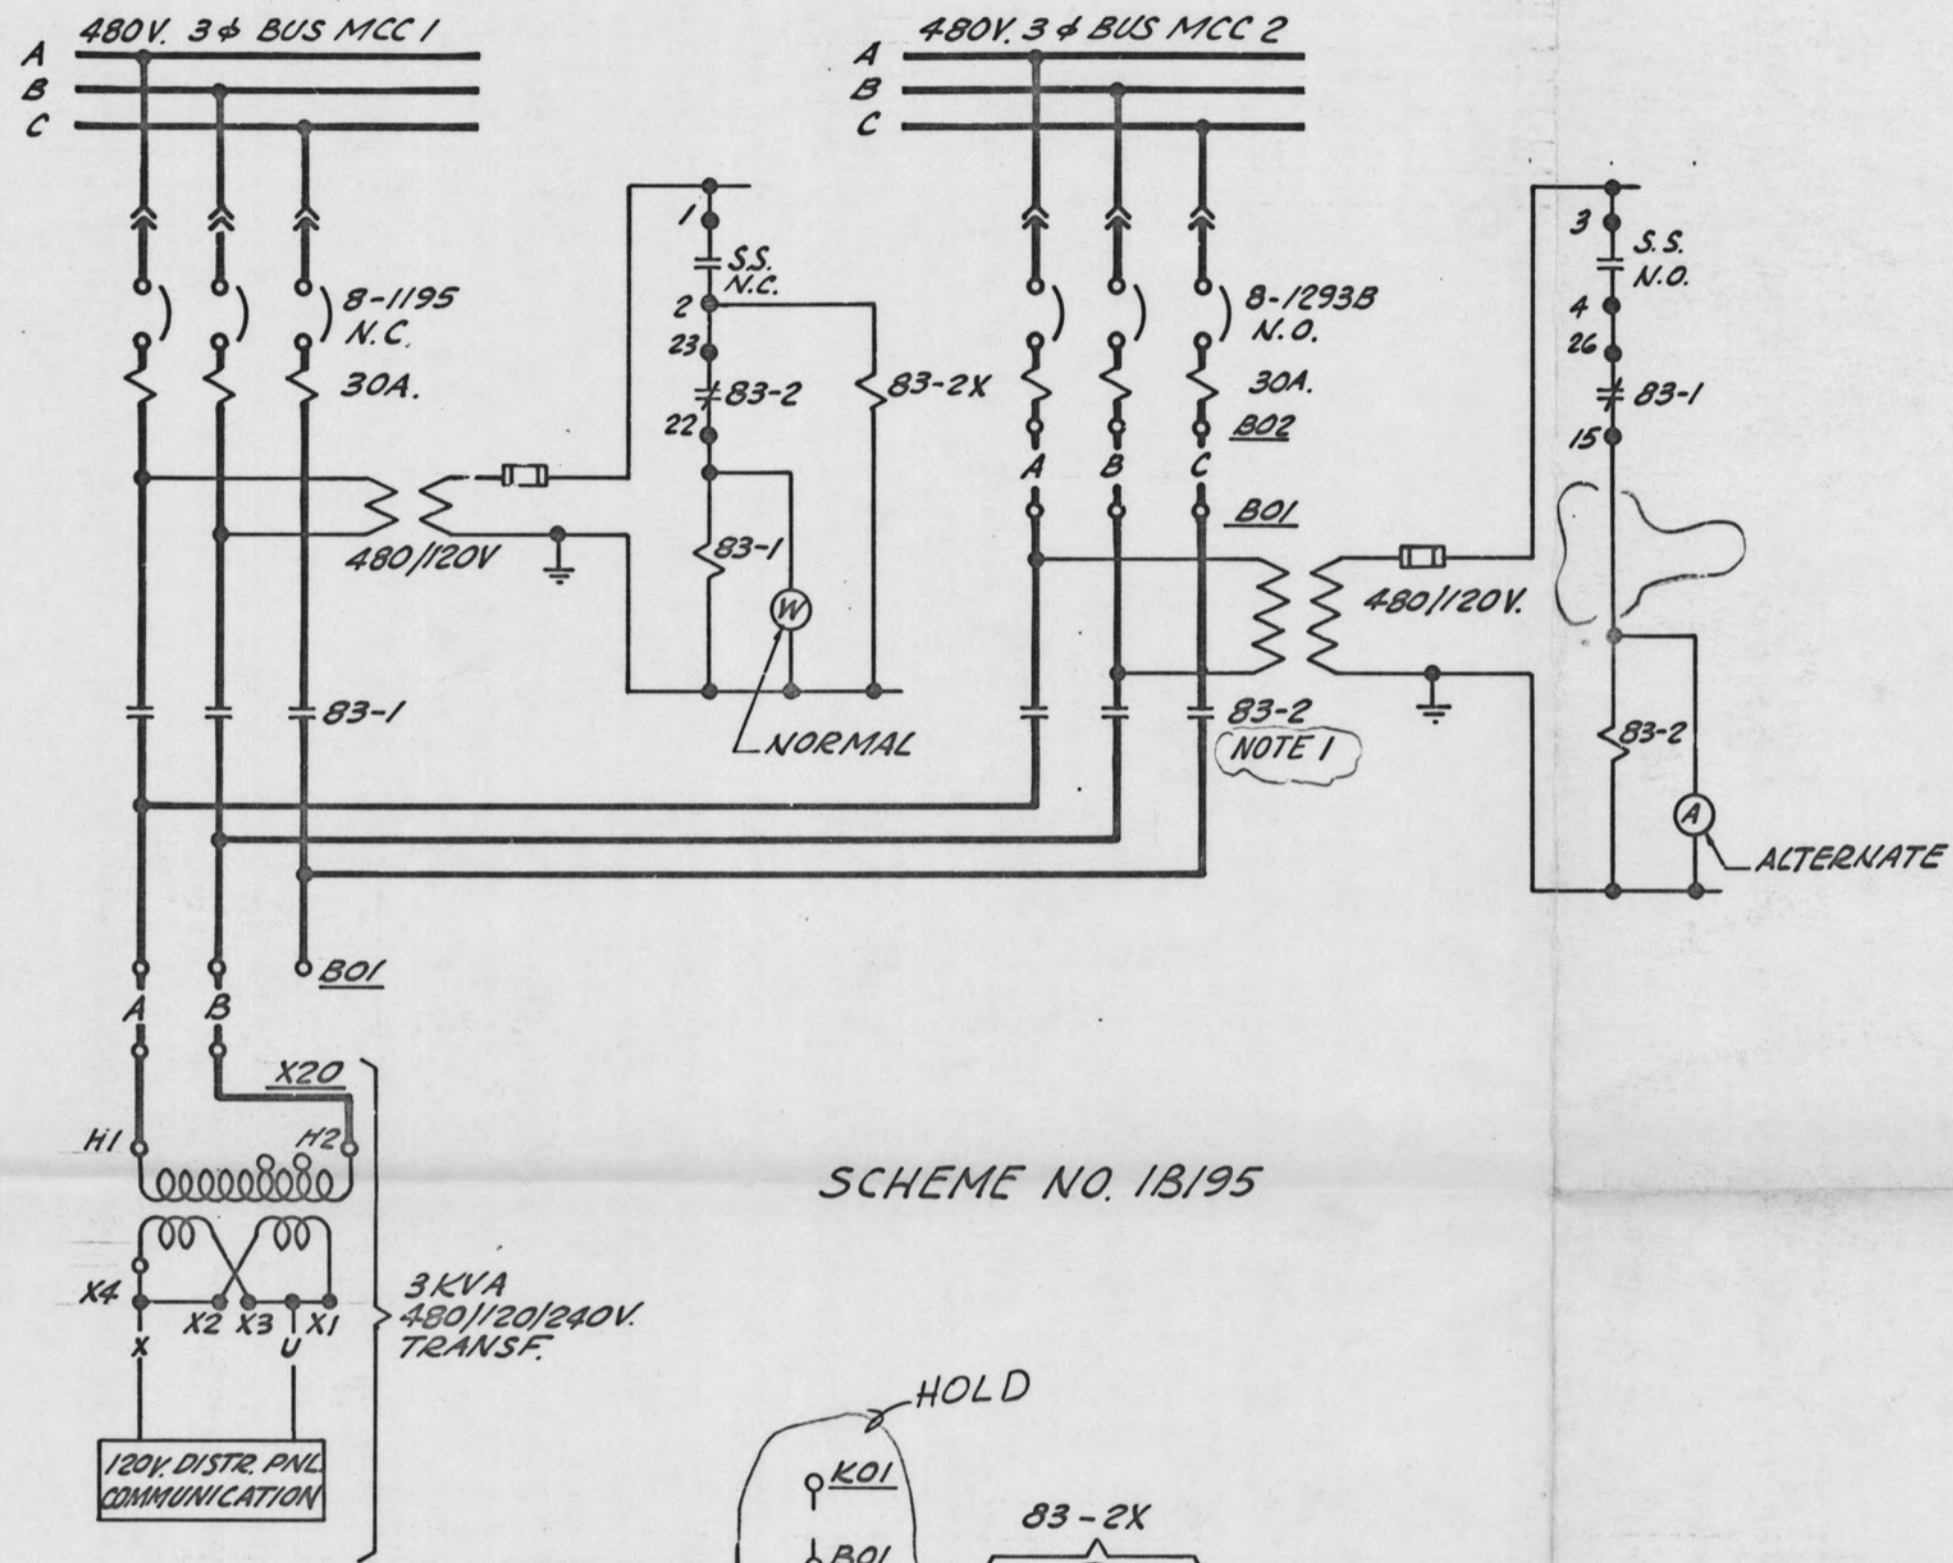 480V. 3ϕ BUS MCC 1
A
B
C
8-1195
N.C.
30A.
480/120V
83-1
1
S.S.
N.C.
2
23
83-2
22
83-2X
83-1
W
NORMAL
480V. 3ϕ BUS MCC 2
A
B
C
8-1293B
N.O.
30A.
B02
A B C
B01
480/120V.
83-2
NOTE 1
3
S.S.
N.O.
4
26
83-1
15
83-2
A
ALTERNATE
B01
A B
X20
H1 H2
X4 X2 X3 X1
X U
3KVA
480/120/240V.
TRANSF.
120V. DISTR. PNL
COMMUNICATION
SCHEME NO. 1B195
HOLD
K01
B01
83-2X